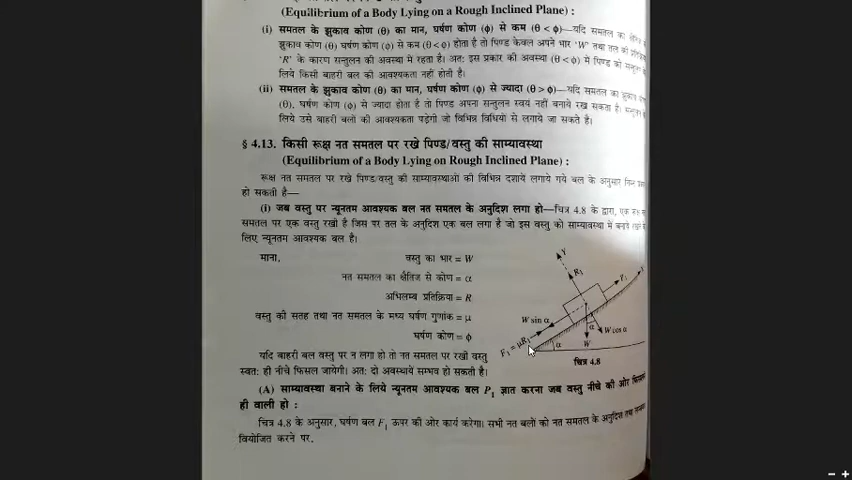 (Equilibrium of a Body Lying on a Rough Inclined Plane) :
(i) समतल के झुकाव कोण (θ) का मान, घर्षण कोण (ϕ) से कम (θ < ϕ)—यदि समतल का
झुकाव कोण (θ) घर्षण कोण (ϕ) से कम (θ < ϕ) होता है तो पिण्ड केवल अपने भार 'W' तथा तल की
'R' के कारण सन्तुलन की अवस्था में रहता है। अतः इस प्रकार की अवस्था (θ < ϕ) में पिण्ड को
लिये किसी बाहरी बल की आवश्यकता नहीं होती है।
(ii) समतल के झुकाव कोण (θ) का मान, घर्षण कोण (ϕ) से ज्यादा (θ > ϕ)—यदि समतल का झुकाव
(θ), घर्षण कोण (ϕ) से ज्यादा होता है तो पिण्ड अपना सन्तुलन स्वयं नहीं बनाये रख सकता है।
लिये उसे बाहरी बलों की आवश्यकता पड़ेगी जो विभिन्न विधियों से लगाये जा सकते हैं।
§ 4.13. किसी रूक्ष नत समतल पर रखे पिण्ड/वस्तु की साम्यावस्था
(Equilibrium of a Body Lying on Rough Inclined Plane) :
रूक्ष नत समतल पर रखे पिण्ड/वस्तु की साम्यावस्थाओं की विभिन्न दशायें लगाये गये बल के अनुसार निम्न
हो सकती है—
(i) जब वस्तु पर न्यूनतम आवश्यक बल नत समतल के अनुदिश लगा हो—चित्र 4.8 के द्वारा, एक
समतल पर एक वस्तु रखी है जिस पर तल के अनुदिश एक बल लगा है जो इस वस्तु को साम्यावस्था में बनाये
लिए न्यूनतम आवश्यक बल है।
माना, वस्तु का भार = W
नत समतल का क्षैतिज से कोण = α
अभिलम्ब प्रतिक्रिया = R
वस्तु की सतह तथा नत समतल के मध्य घर्षण गुणांक = μ
घर्षण कोण = ϕ
Y
R₁
P₁
W sin α
α
W cos α
F₁ = μR₁
α
W
चित्र 4.8
यदि बाहरी बल वस्तु पर न लगा हो तो नत समतल पर रखी वस्तु
स्वतः ही नीचे फिसल जायेगी। अतः दो अवस्थायें सम्भव हो सकती है।
(A) साम्यावस्था बनाने के लिये न्यूनतम आवश्यक बल P₁ ज्ञात करना जब वस्तु नीचे की ओर
ही वाली हो :
चित्र 4.8 के अनुसार, घर्षण बल F₁ ऊपर की ओर कार्य करेगा। सभी नत बलों को नत समतल के अनुदिश तथा
वियोजित करने पर,